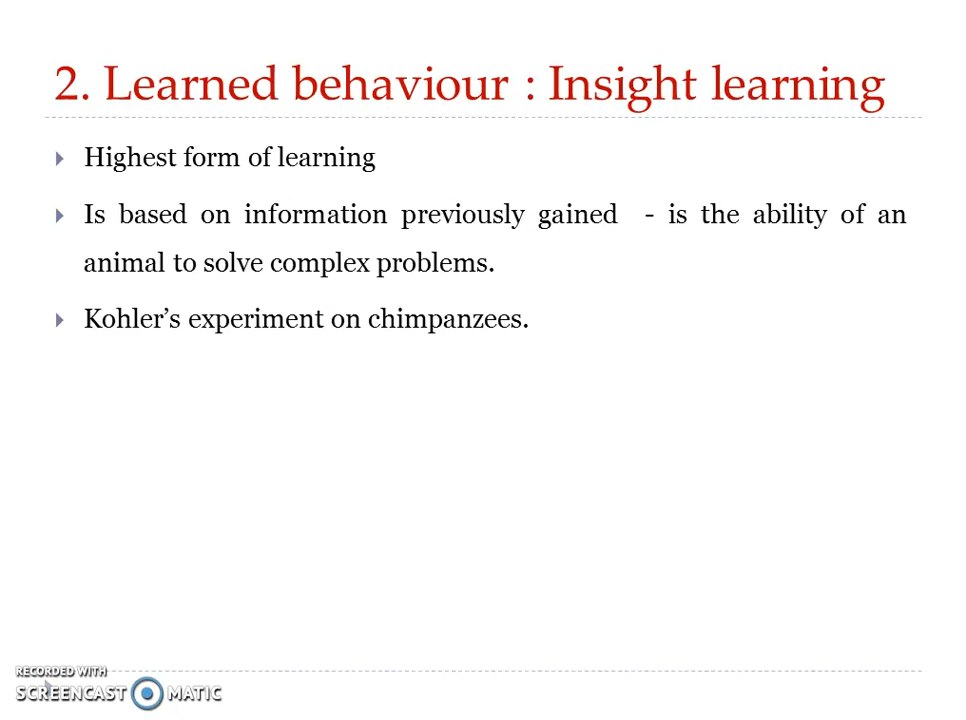 2. Learned behaviour : Insight learning
Highest form of learning
Is based on information previously gained - is the ability of an
animal to solve complex problems.
Kohler's experiment on chimpanzees.
RECORDED WITH
SCREENCAST MATIC